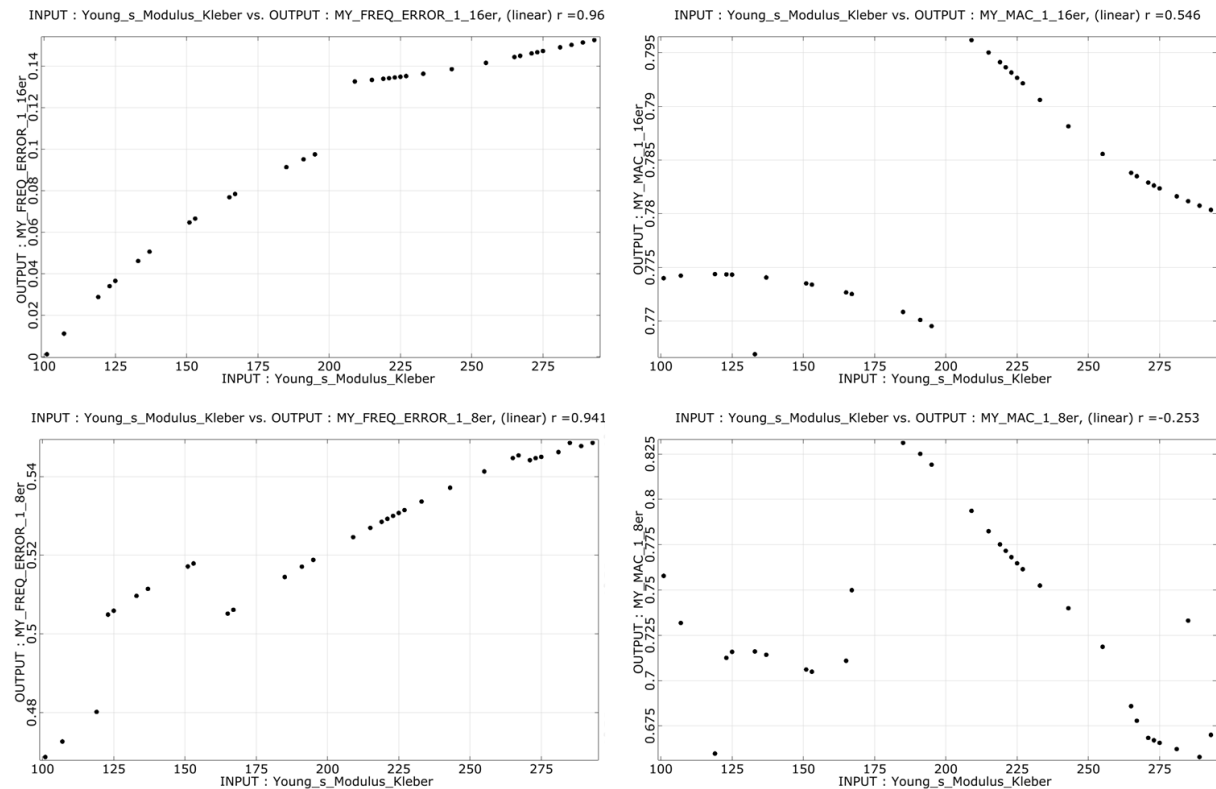 INPUT : Young_s_Modulus_Kleber vs. OUTPUT : MY_FREQ_ERROR_1_16er, (linear) r =0.96
OUTPUT : MY_FREQ_ERROR_1_16er
0.14
0.12
0.1
0.08
0.06
0.04
0.02
0
100 125 150 175 200 225 250 275
INPUT : Young_s_Modulus_Kleber
INPUT : Young_s_Modulus_Kleber vs. OUTPUT : MY_MAC_1_16er, (linear) r =0.546
OUTPUT : MY_MAC_1_16er
0.795
0.79
0.785
0.78
0.775
0.77
100 125 150 175 200 225 250 275
INPUT : Young_s_Modulus_Kleber
INPUT : Young_s_Modulus_Kleber vs. OUTPUT : MY_FREQ_ERROR_1_8er, (linear) r =0.941
OUTPUT : MY_FREQ_ERROR_1_8er
0.54
0.52
0.5
0.48
100 125 150 175 200 225 250 275
INPUT : Young_s_Modulus_Kleber
INPUT : Young_s_Modulus_Kleber vs. OUTPUT : MY_MAC_1_8er, (linear) r =-0.253
OUTPUT : MY_MAC_1_8er
0.825
0.8
0.775
0.75
0.725
0.7
0.675
100 125 150 175 200 225 250 275
INPUT : Young_s_Modulus_Kleber